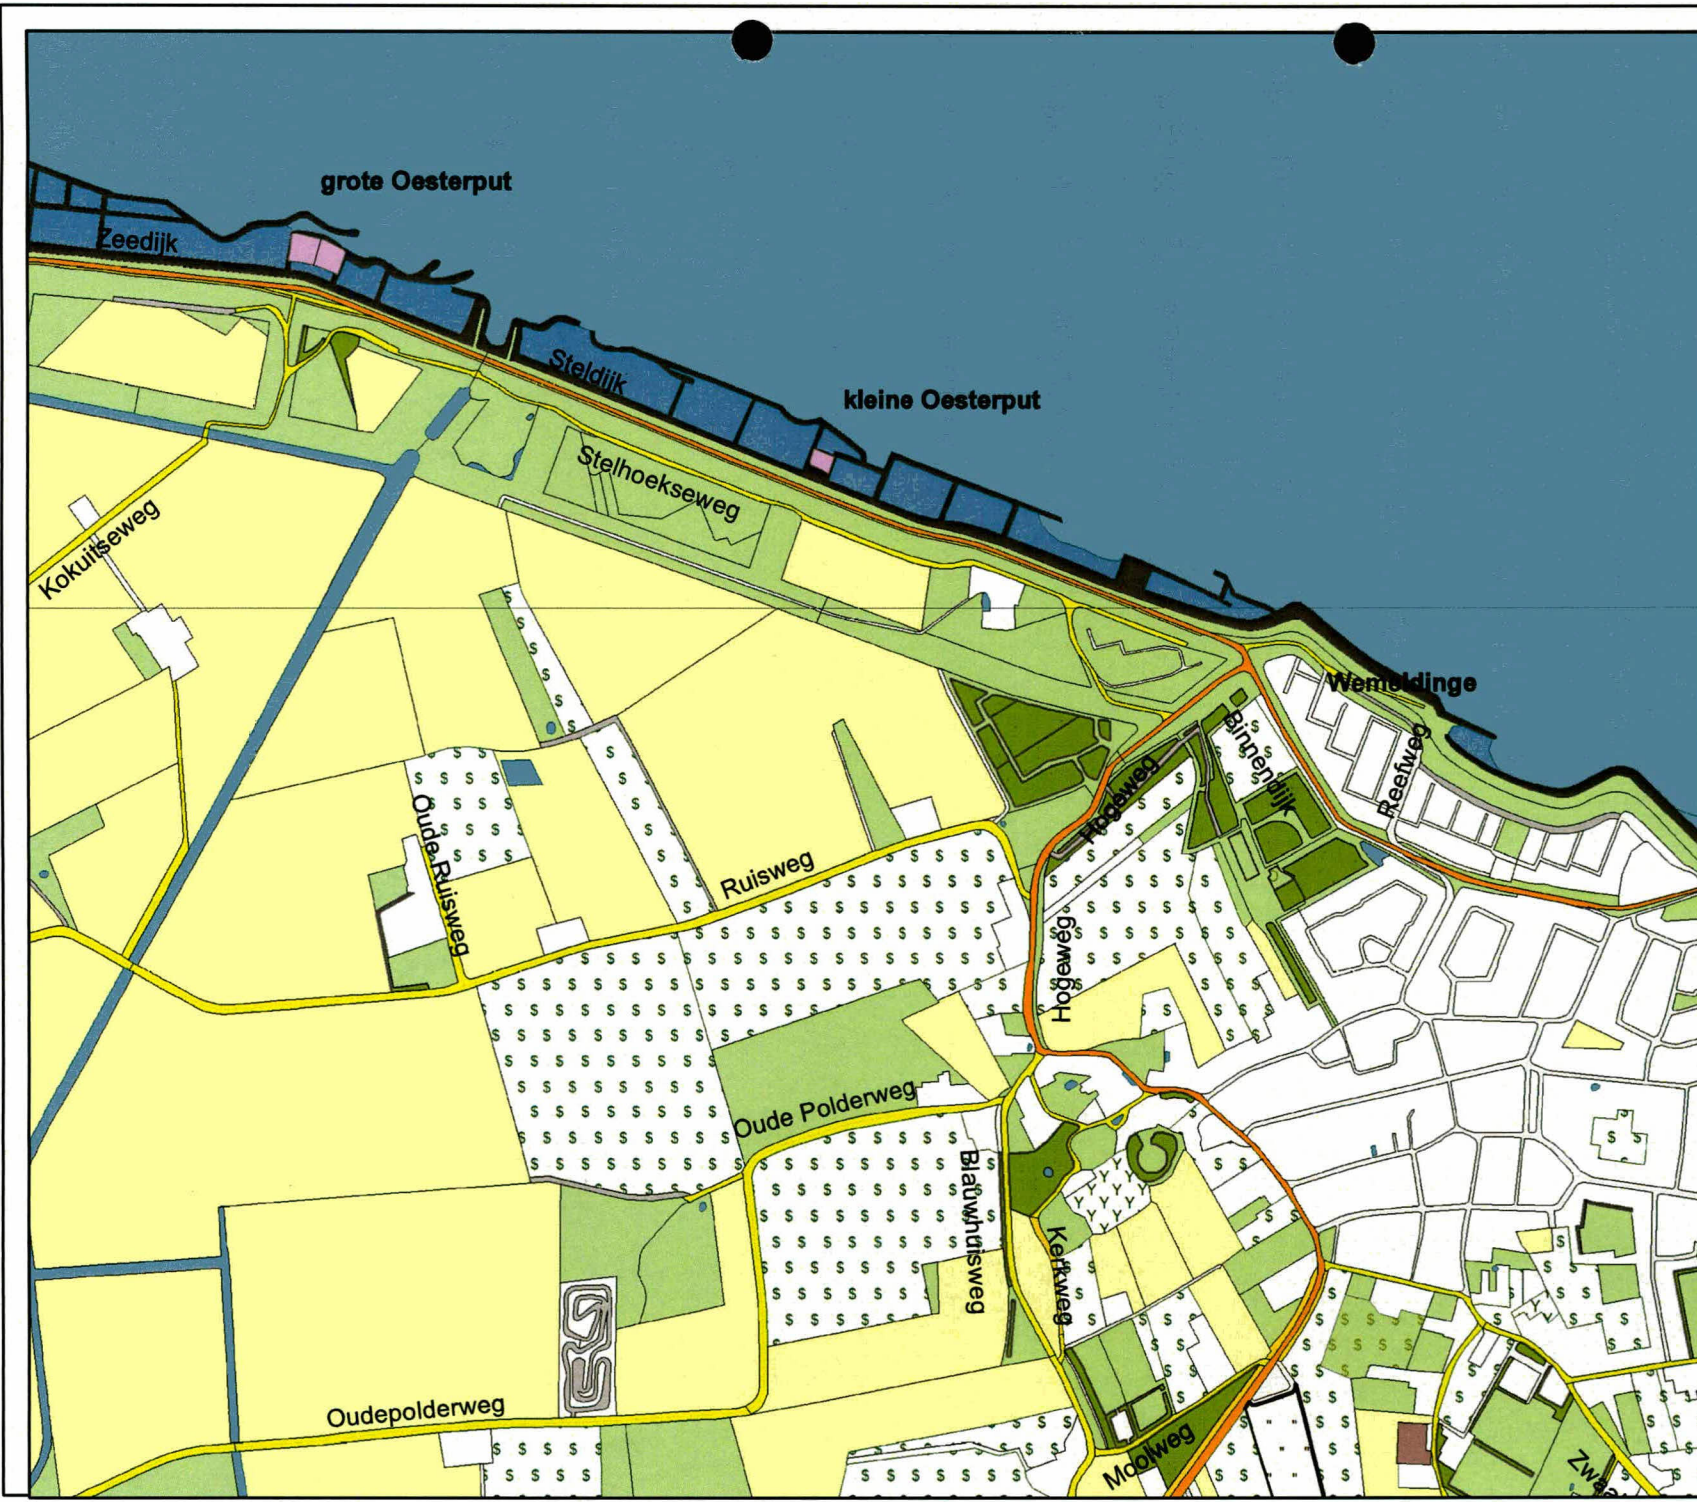 grote Oesterput
Zeedijk
Steldijk
kleine Oesterput
Stelhoekseweg
Kokuitseweg
Wemeldinge
Binnendijk
Reefweg
Hogeweg
Oude Ruisweg
Ruisweg
Hogeweg
Oude Polderweg
Blauwhuisweg
Kerkweg
Oudepolderweg
Moolweg